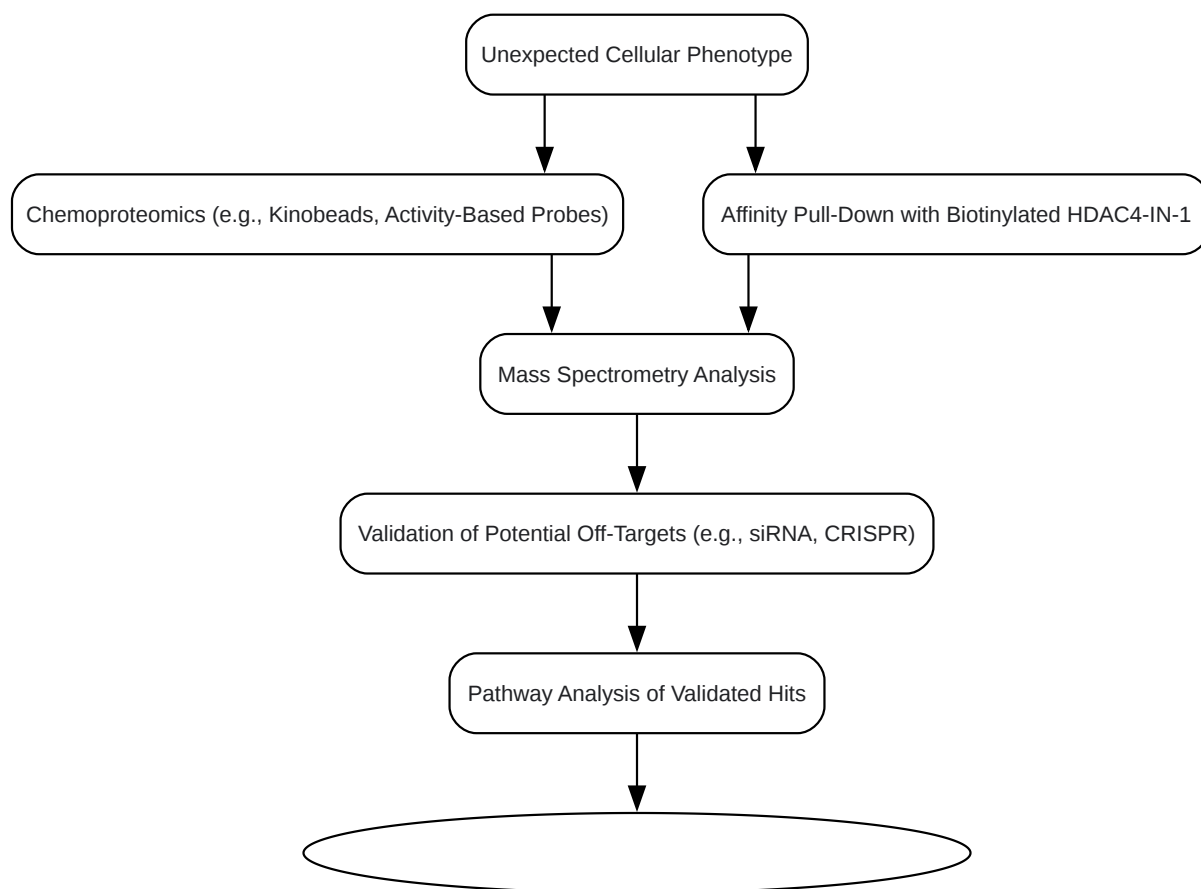 Unexpected Cellular Phenotype
Chemoproteomics (e.g., Kinobeads, Activity-Based Probes)
Affinity Pull-Down with Biotinylated HDAC4-IN-1
Mass Spectrometry Analysis
Validation of Potential Off-Targets (e.g., siRNA, CRISPR)
Pathway Analysis of Validated Hits